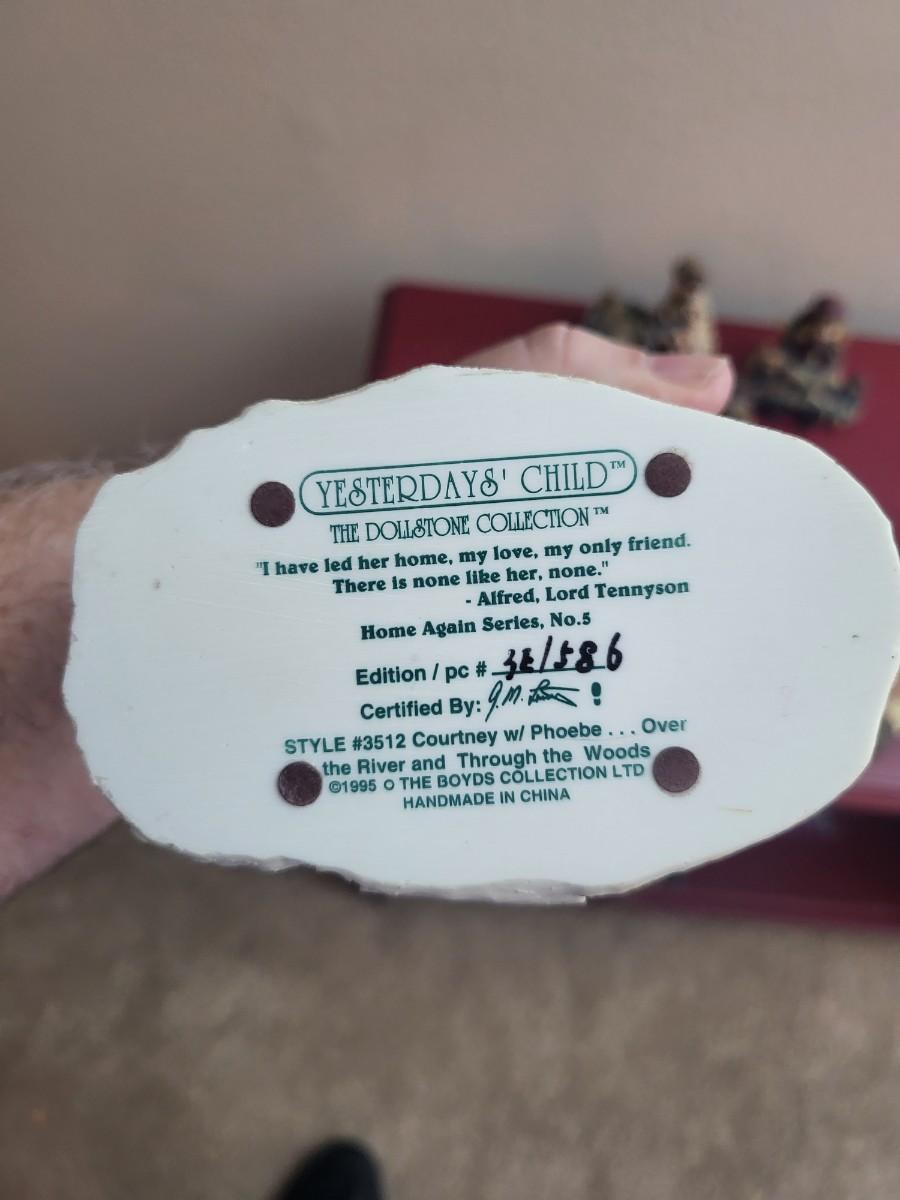 YESTERDAYS' CHILD™
THE DOLLSTONE COLLECTION™
"I have led her home, my love, my only friend.
There is none like her, none."
- Alfred, Lord Tennyson
Home Again Series, No.5
Edition / pc # 3E/586
Certified By: G.M.
STYLE #3512 Courtney w/ Phoebe . . . Over
the River and Through the Woods
©1995 THE BOYDS COLLECTION LTD
HANDMADE IN CHINA